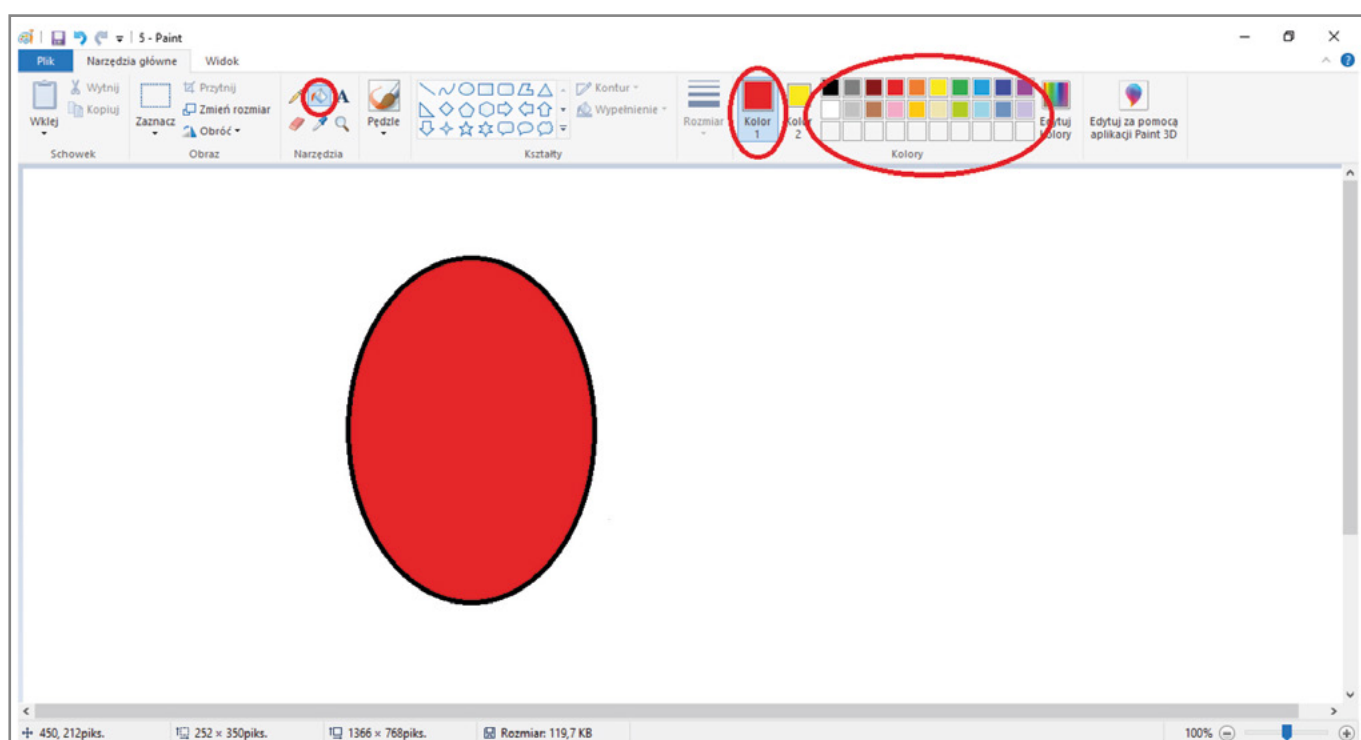 5 - Paint
Plik Narzędzia główne Widok
Wklej
Wytnij
Kopiuj
Schowek
Zaznacz
Przytnij
Zmień rozmiar
Obróć
Obraz
A
Narzędzia
Pędzle
Kontur
Wypełnienie
Kształty
Rozmiar
Kolor
1
Kolor
2
Edytuj
kolory
Kolory
Edytuj za pomocą
aplikacji Paint 3D
450, 212piks. 252 × 350piks. 1366 × 768piks. Rozmiar: 119,7 KB 100%